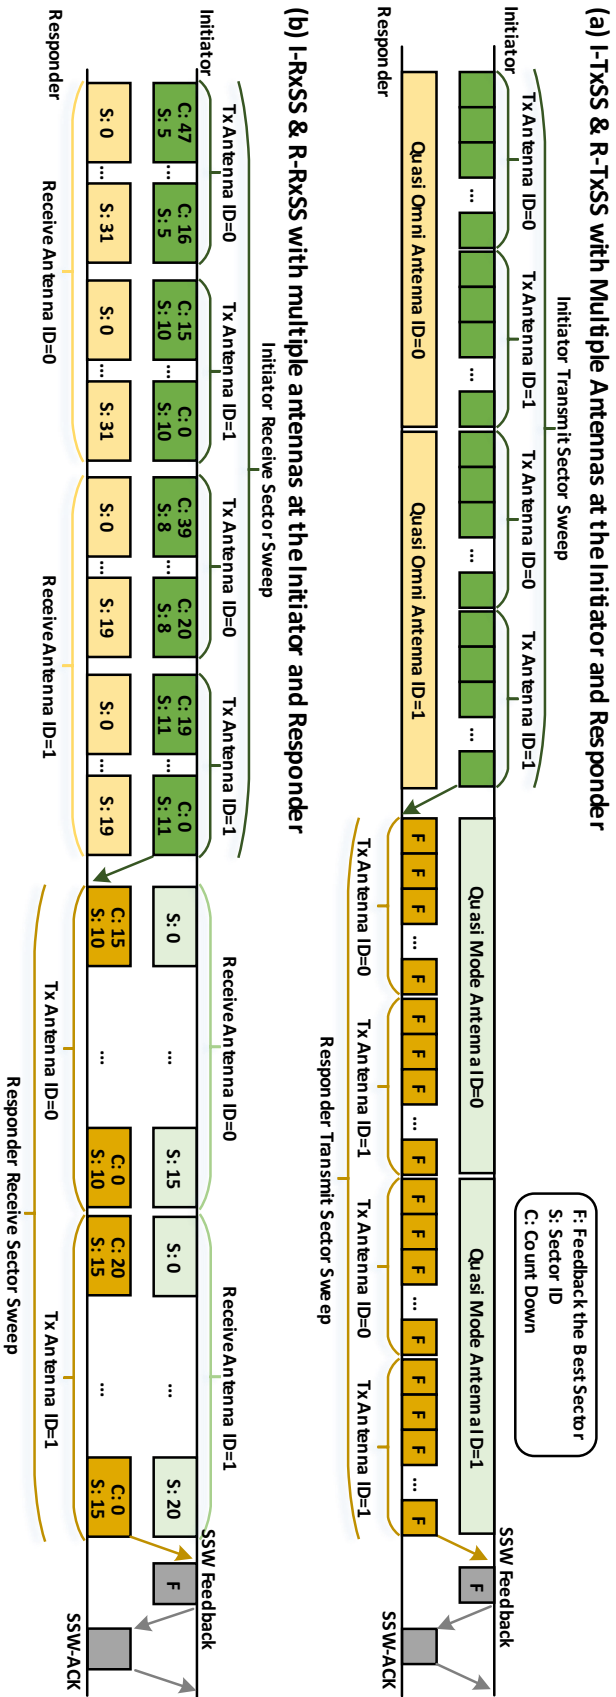 (a) I-TxSS & R-TxSS with Multiple Antennas at the Initiator and Responder
F: Feedback the Best Sector
S: Sector ID
C: Count Down
Initiator Transmit Sector Sweep
Tx Antenna ID=0
Tx Antenna ID=1
Tx Antenna ID=0
Tx Antenna ID=1
Initiator
... ... ... ...
Quasi Mode Antenna ID=0
Quasi Mode Antenna ID=1
SSW Feedback
F
Quasi Omni Antenna ID=0
Quasi Omni Antenna ID=1
F F F ... F
F F F ... F
F F F ... F
F F F ... F
Responder
Tx Antenna ID=0
Tx Antenna ID=1
Tx Antenna ID=0
Tx Antenna ID=1
SSW-ACK
Responder Transmit Sector Sweep
(b) I-RxSS & R-RxSS with multiple antennas at the Initiator and Responder
Initiator Receive Sector Sweep
Tx Antenna ID=0
Tx Antenna ID=1
Tx Antenna ID=0
Tx Antenna ID=1
Receive Antenna ID=0
Receive Antenna ID=1
Initiator
SSW Feedback
C: 47
S: 5
...
C: 16
S: 5
C: 15
S: 10
...
C: 0
S: 10
C: 39
S: 8
...
C: 20
S: 8
C: 19
S: 11
...
C: 0
S: 11
S: 0
...
S: 15
S: 0
...
S: 20
F
S: 0
...
S: 31
S: 0
...
S: 31
S: 0
...
S: 19
S: 0
...
S: 19
C: 15
S: 10
...
C: 0
S: 10
C: 20
S: 15
...
C: 0
S: 15
Responder
SSW-ACK
Receive Antenna ID=0
Receive Antenna ID=1
Tx Antenna ID=0
Tx Antenna ID=1
Responder Receive Sector Sweep